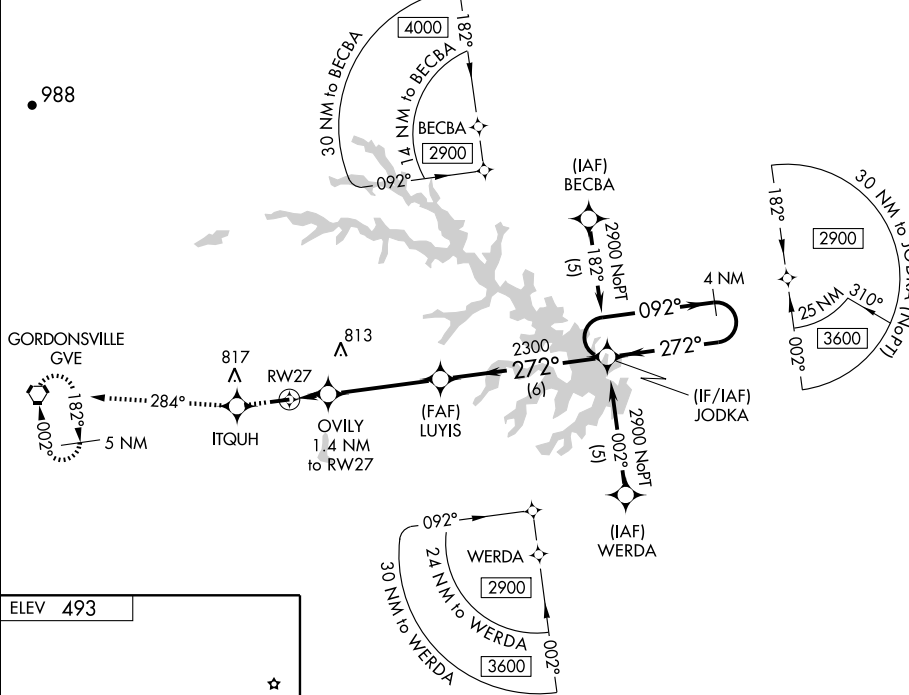 988
30 NM to BECBA
4000
182°
14 NM to BECBA
BECBA
2900
092°
(IAF)
BECBA
2900 NoPT
182°
(5)
4 NM
092°
272°
182°
2900
30 NM to JODKA (NoPT)
25 NM
310°
3600
002°
GORDONSVILLE
GVE
182°
002°
5 NM
284°
817
ITQUH
RW27
813
OVILY
1.4 NM
to RW27
(FAF)
LUYIS
2300
272°
(6)
(IF/IAF)
JODKA
2900 NoPT
002°
(5)
(IAF)
WERDA
092°
WERDA
2900
24 NM to WERDA
30 NM to WERDA
3600
002°
ELEV 493